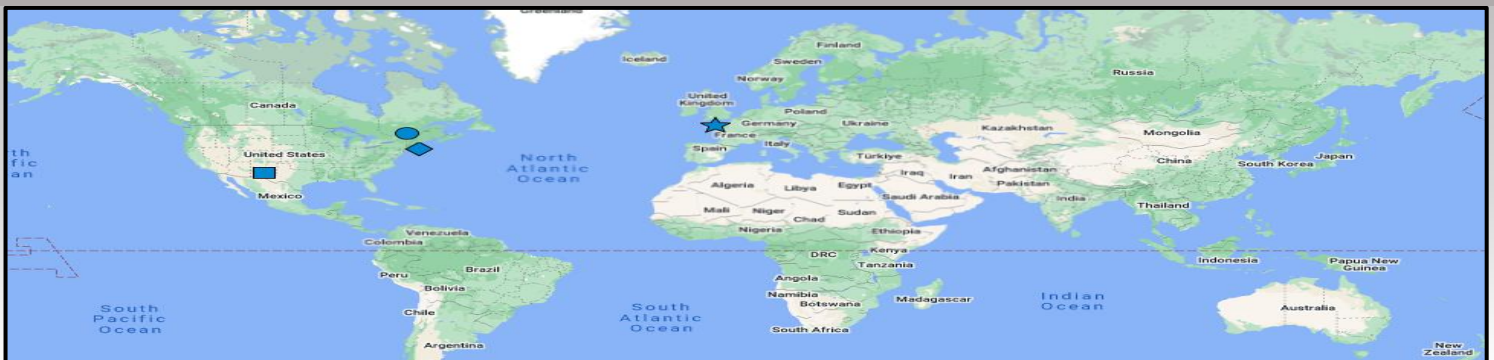 Greenland
Iceland
Finland
Sweden
Norway
Russia
United
Kingdom
Canada
Poland
Germany
Ukraine
France
Kazakhstan
Mongolia
Italy
Spain
United States
th
fic
an
North
Atlantic
Ocean
Türkiye
China
South Korea
Japan
Iraq
Iran
Afghanistan
Pakistan
Algeria
Libya
Egypt
Saudi Arabia
Mexico
India
Mali
Niger
Chad
Sudan
Thailand
Nigeria
Ethiopia
Venezuela
Colombia
Kenya
DRC
Tanzania
Indonesia
Papua New
Guinea
Peru
Brazil
Bolivia
Angola
Namibia
Botswana
Madagascar
Indian
Ocean
South
Pacific
Ocean
Chile
South
Atlantic
Ocean
Australia
South Africa
Argentina
New
Zealand